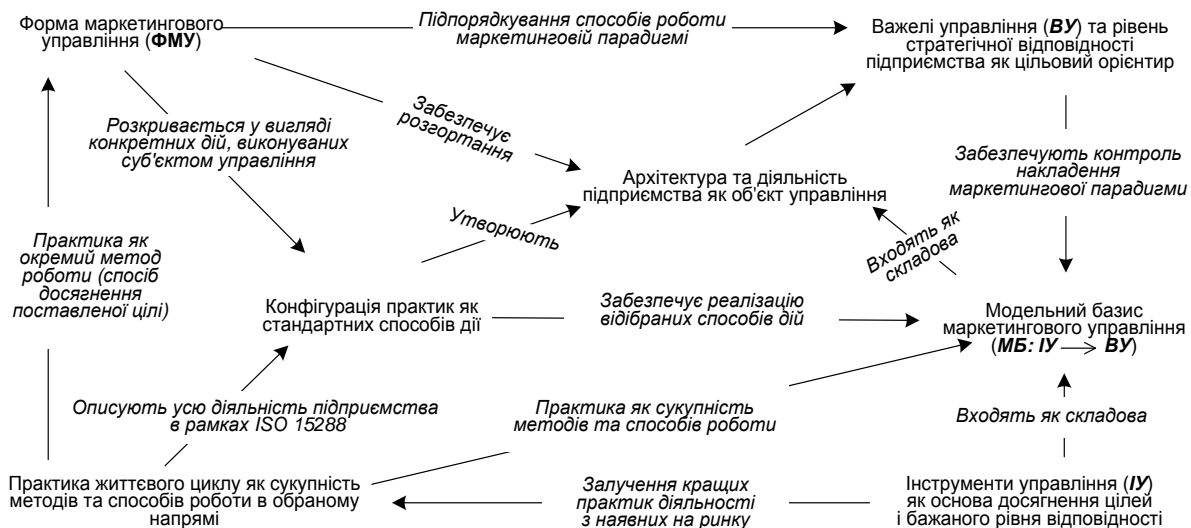 Форма маркетингового
управління (ФМУ)
Підпорядкування способів роботи
маркетинговій парадигмі
Важелі управління (ВУ) та рівень
стратегічної відповідності
підприємства як цільовий орієнтир
Розкривається у вигляді
конкретних дій, виконуваних
суб'єктом управління
Забезпечує
розгортання
Забезпечують контроль
накладення
маркетингової парадигми
Архітектура та діяльність
підприємства як об'єкт управління
Утворюють
Входять як
складова
Практика як
окремий метод
роботи (спосіб
досягнення
поставленої цілі)
Конфігурація практик як
стандартних способів дії
Забезпечує реалізацію
відібраних способів дій
Модельний базис
маркетингового управління
(МБ: ІУ → ВУ)
Описують усю діяльність підприємства
в рамках ISO 15288
Практика як сукупність
методів та способів роботи
Входять як складова
Практика життєвого циклу як сукупність
методів та способів роботи в обраному
напрямі
Залучення кращих
практик діяльності
з наявних на ринку
Інструменти управління (ІУ)
як основа досягнення цілей
і бажаного рівня відповідності